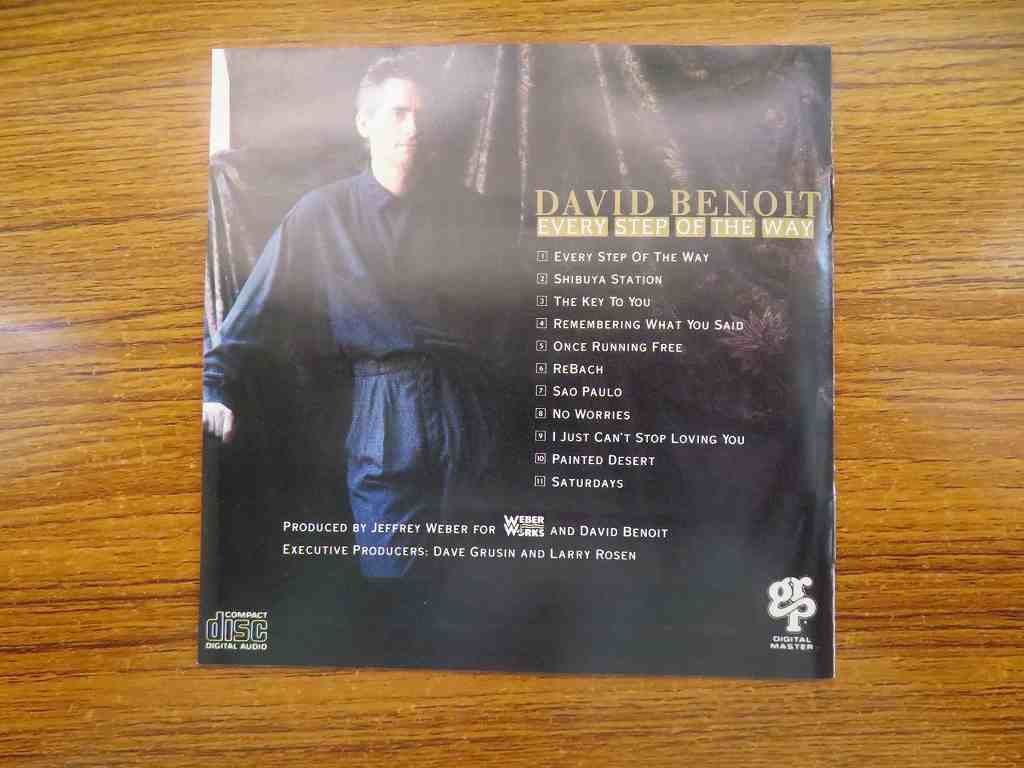 DAVID BENOIT
EVERY STEP OF THE WAY
1 EVERY STEP OF THE WAY
2 SHIBUYA STATION
3 THE KEY TO YOU
4 REMEMBERING WHAT YOU SAID
5 ONCE RUNNING FREE
6 REBACH
7 SAO PAULO
8 NO WORRIES
9 I JUST CAN'T STOP LOVING YOU
10 PAINTED DESERT
11 SATURDAYS
PRODUCED BY JEFFREY WEBER FOR WEBER WORKS AND DAVID BENOIT
EXECUTIVE PRODUCERS: DAVE GRUSIN AND LARRY ROSEN
COMPACT
disc
DIGITAL AUDIO
grp
DIGITAL
MASTER